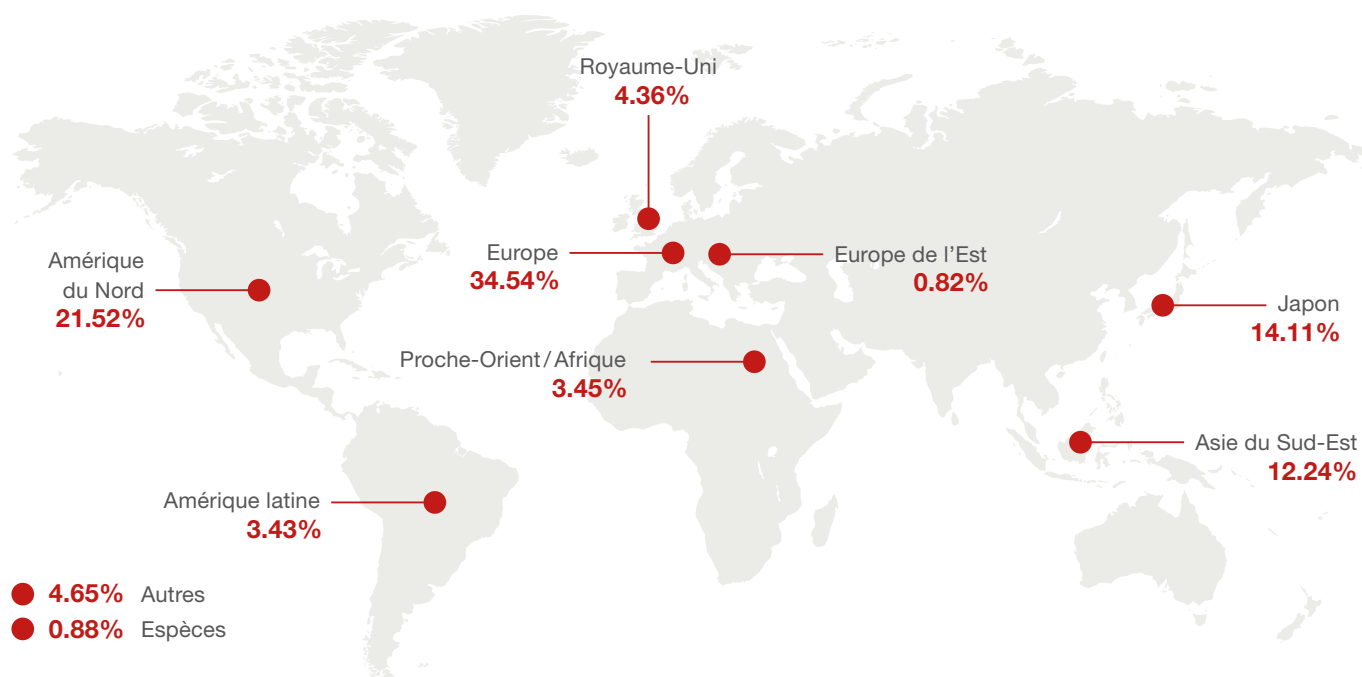 Royaume-Uni
4.36%
Amérique
du Nord
21.52%
Europe
34.54%
Europe de l’Est
0.82%
Japon
14.11%
Proche-Orient / Afrique
3.45%
Asie du Sud-Est
12.24%
Amérique latine
3.43%
4.65% Autres
0.88% Espèces